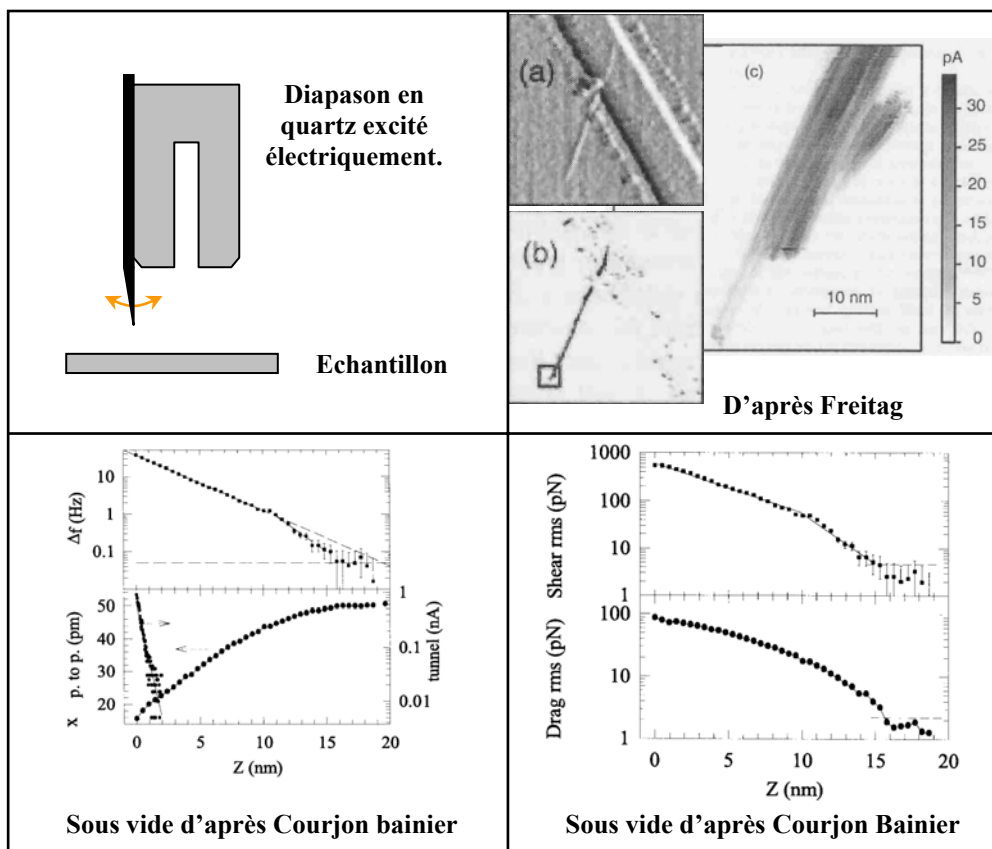 Diapason en
quartz excité
électriquement.
Echantillon
(a)
(b)
(c)
pA
30
25
20
15
10
5
0
10 nm
D'après Freitag
Δf (Hz)
10
1
0.1
x p. to p. (pm)
50
40
30
20
1
0.1
0.01
tunnel (nA)
0 5 10 15 20
Z (nm)
Sous vide d'après Courjon bainier
Shear rms (pN)
1000
100
10
1
Drag rms (pN)
100
10
1
0 5 10 15 20
Z (nm)
Sous vide d'après Courjon Bainier